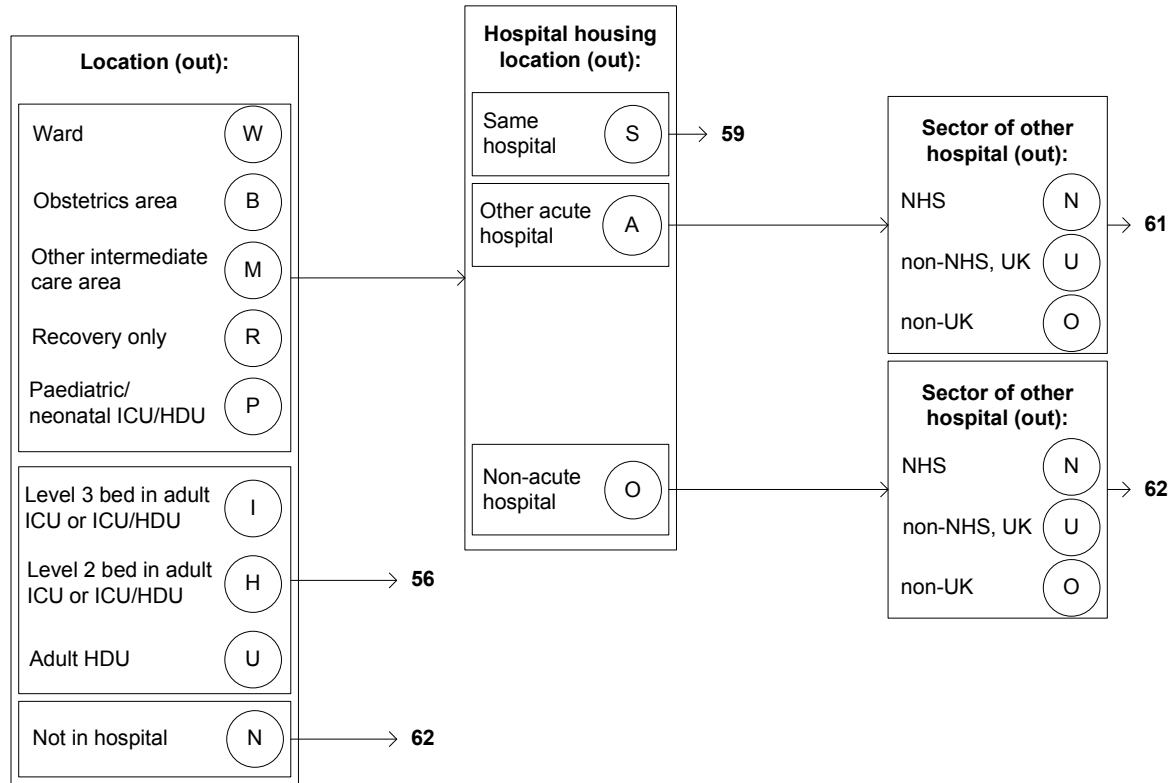 Location (out):
Ward W
Obstetrics area B
Other intermediate
care area M
Recovery only R
Paediatric/
neonatal ICU/HDU P
Level 3 bed in adult
ICU or ICU/HDU I
Level 2 bed in adult
ICU or ICU/HDU H
56
Adult HDU U
Not in hospital N
62
Hospital housing
location (out):
Same
hospital S
59
Other acute
hospital A
Non-acute
hospital O
Sector of other
hospital (out):
NHS N
non-NHS, UK U
non-UK O
61
Sector of other
hospital (out):
NHS N
non-NHS, UK U
non-UK O
62